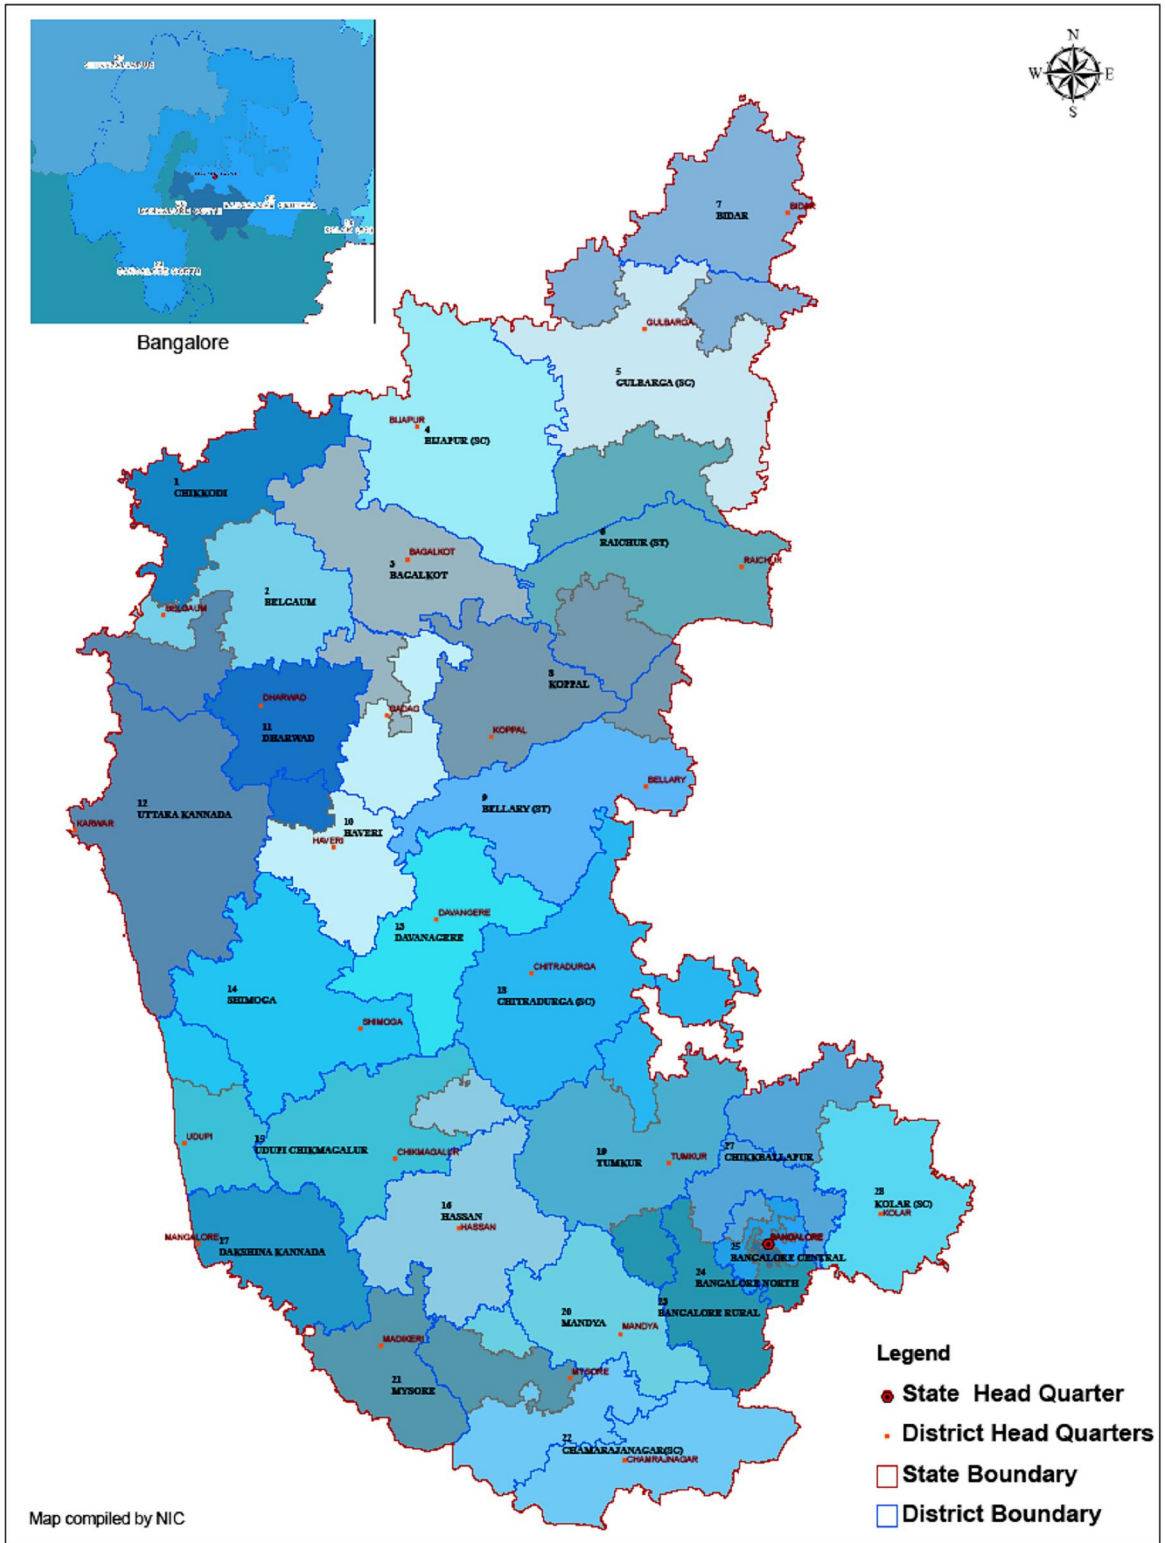 N
W E
S
Bangalore
7
BIDAR
BIDAR
GULBARGA
5
GULBARGA (SC)
BIJAPUR
4
BIJAPUR (SC)
1
CHIKKODI
6
RAICHUR (ST)
RAICHUR
BAGALKOT
3
BAGALKOT
2
BELGAUM
BELGAUM
8
KOPPAL
DHARWAD
GADAG
11
DHARWAD
KOPPAL
BELLARY
9
BELLARY (ST)
12
UTTARA KANNADA
KARWAR
10
HAVERI
HAVERI
DAVANGERE
13
DAVANAGERE
CHITRADURGA
18
CHITRADURGA (SC)
14
SHIMOGA
SHIMOGA
UDUPI
15
UDUPI CHIKMAGALUR
CHIKMAGALUR
19
TUMKUR
TUMKUR
27
CHIKKBALLAPUR
28
KOLAR (SC)
KOLAR
16
HASSAN
HASSAN
MANGALORE
17
DAKSHINA KANNADA
BANGALORE
25
BANGALORE CENTRAL
24
BANGALORE NORTH
23
BANGALORE RURAL
20
MANDYA
MANDYA
MADIKERI
21
MYSORE
MYSORE
22
CHAMARAJANAGAR(SC)
CHAMRAJNAGAR
Legend
State Head Quarter
District Head Quarters
State Boundary
District Boundary
Map compiled by NIC